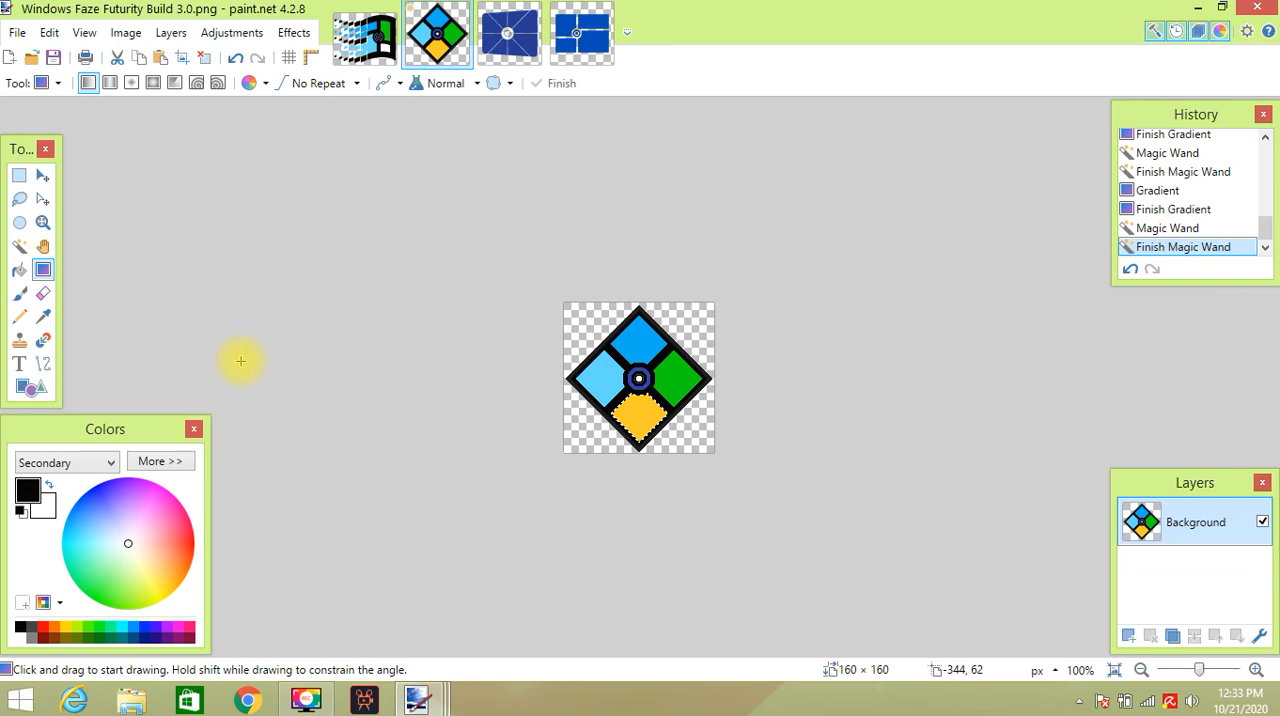 Windows Faze Futurity Build 3.0.png - paint.net 4.2.8
File Edit View Image Layers Adjustments Effects
Tool: No Repeat Normal Finish
History
Finish Gradient
Magic Wand
Finish Magic Wand
Gradient
Finish Gradient
Magic Wand
Finish Magic Wand
To...
T
Colors
Secondary More >>
Layers
Background
Click and drag to start drawing. Hold shift while drawing to constrain the angle.
160 × 160 -344, 62 px 100%
REC
12:33 PM
10/21/2020